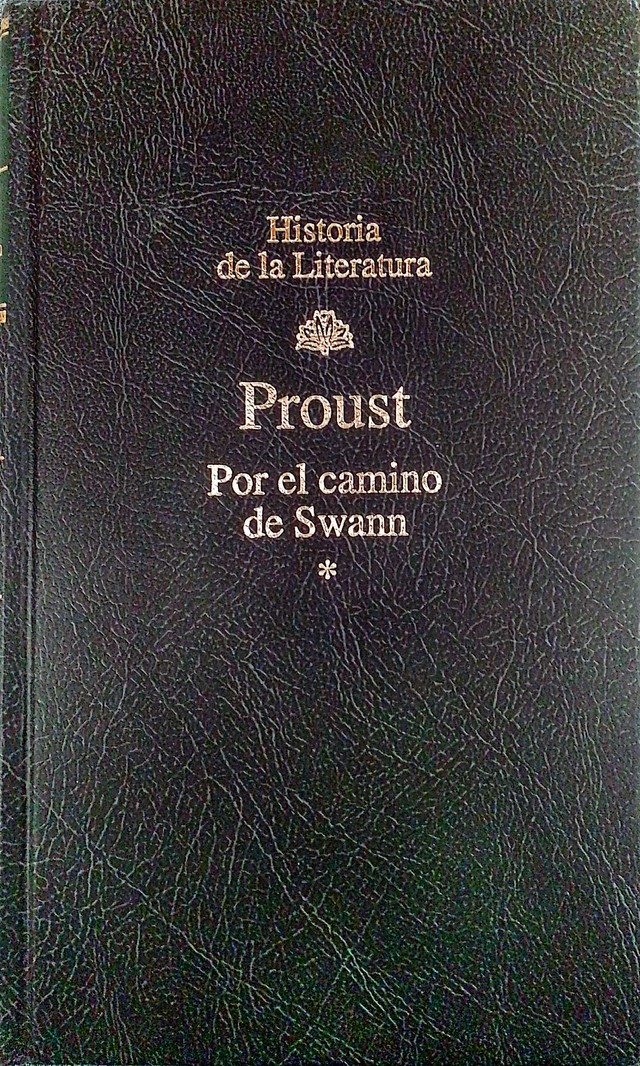 Historia
de la Literatura
Proust
Por el camino
de Swann
*